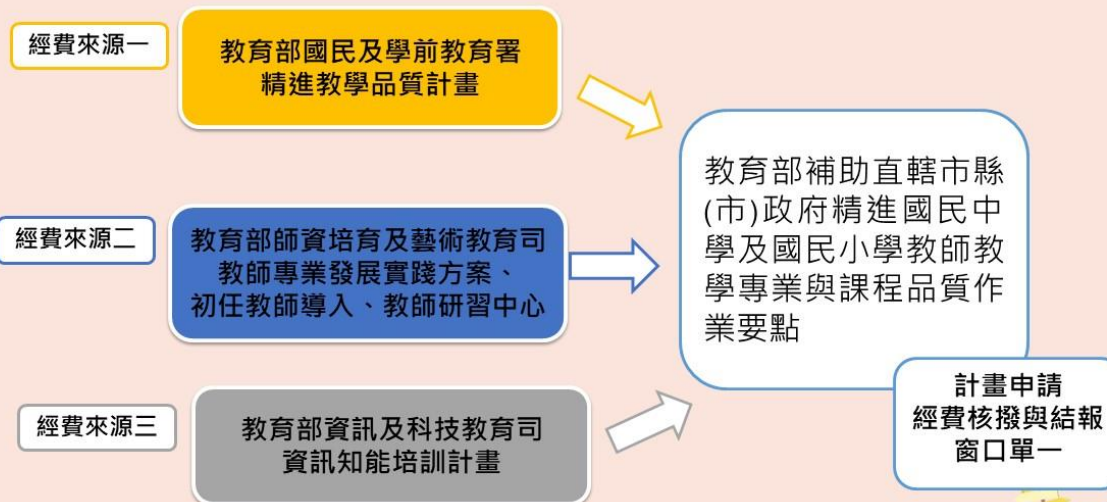 經費來源一
教育部國民及學前教育署
精進教學品質計畫
經費來源二
教育部師資培育及藝術教育司
教師專業發展實踐方案、
初任教師導入、教師研習中心
經費來源三
教育部資訊及科技教育司
資訊知能培訓計畫
教育部補助直轄市縣
(市)政府精進國民中
學及國民小學教師教
學專業與課程品質作
業要點
計畫申請
經費核撥與結報
窗口單一